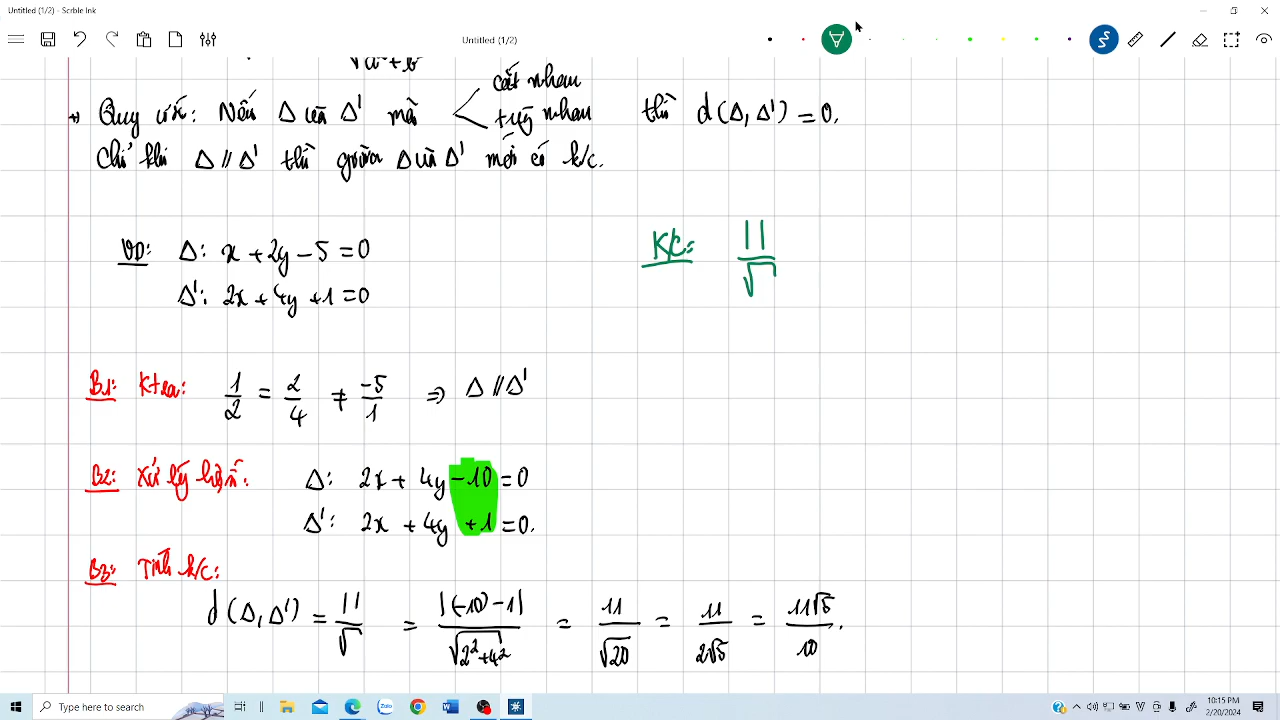 Untitled (1/2) - Scrble Ink
Untitled (1/2)
√a²+b²
cắt nhau
⇒ Quy ước: Nếu Δ và Δ' mà < trùng nhau thì d(Δ, Δ') = 0.
Chỉ khi Δ // Δ' thì giữa Δ và Δ' mới có k/c.
VD: Δ: x + 2y - 5 = 0
Δ': 2x + 4y + 1 = 0
KC: | | / √
B1: Ktra: 1/2 = 2/4 ≠ -5/1 ⇒ Δ // Δ'
B2: Xử lý hệ số: Δ: 2x + 4y - 10 = 0
Δ': 2x + 4y + 1 = 0.
B3: Tính k/c:
d(Δ, Δ') = | | / √ = |(-10) - 1| / √2²+4² = 11/√20 = 11/2√5 = 11√5/10.
Type here to search
10:15 PM
2/20/2024